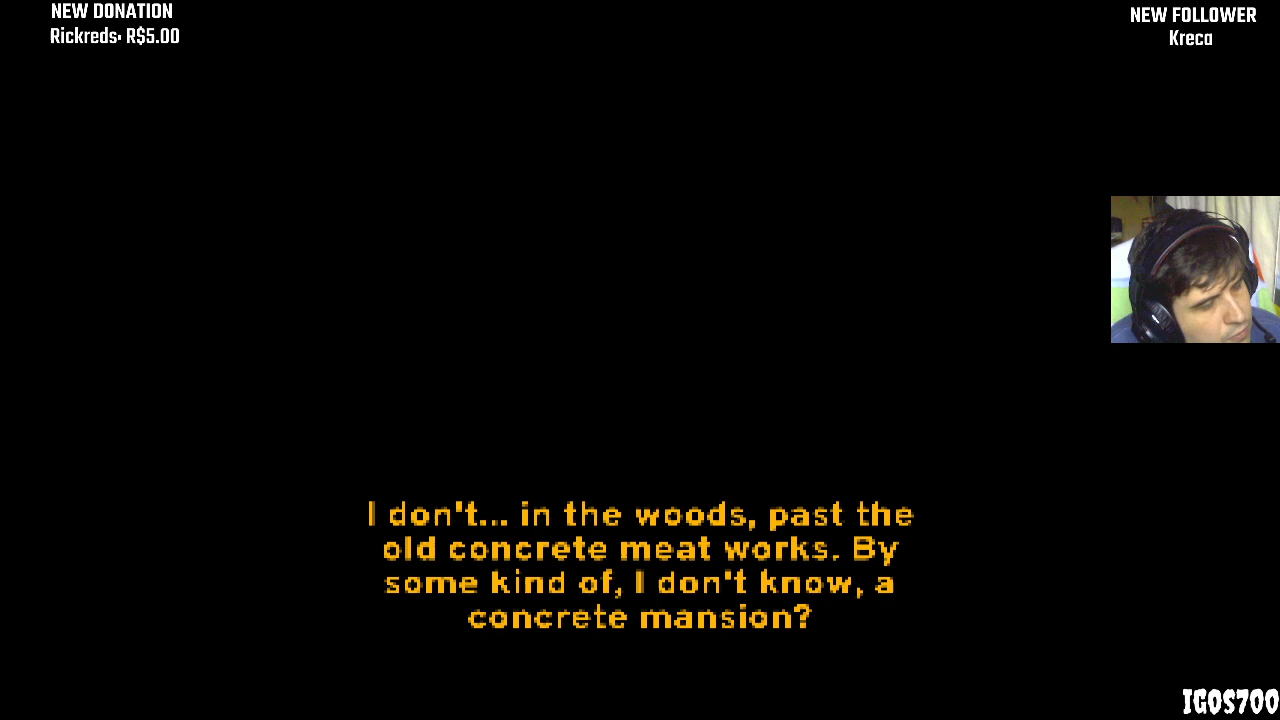 NEW DONATION
Rickreds: R$5.00
NEW FOLLOWER
Kreca
I don't... in the woods, past the
old concrete meat works. By
some kind of, I don't know, a
concrete mansion?
IGOS700